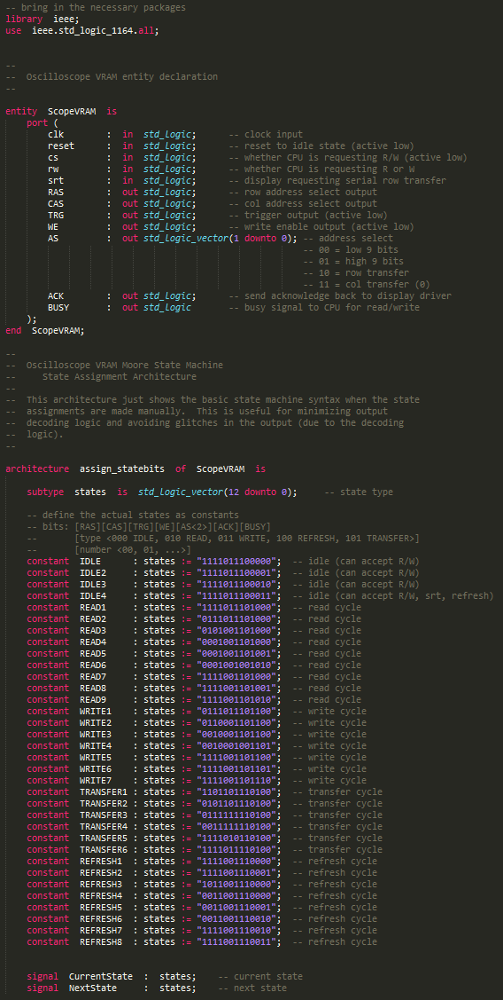 -- bring in the necessary packages
library ieee;
use ieee.std_logic_1164.all;
--
-- Oscilloscope VRAM entity declaration
--
entity ScopeVRAM is
port (
clk : in std_logic; -- clock input
reset : in std_logic; -- reset to idle state (active low)
cs : in std_logic; -- whether CPU is requesting R/W (active low)
rw : in std_logic; -- whether CPU is requesting R or W
srt : in std_logic; -- display requesting serial row transfer
RAS : out std_logic; -- row address select output
CAS : out std_logic; -- col address select output
TRG : out std_logic; -- trigger output (active low)
WE : out std_logic; -- write enable output (active low)
AS : out std_logic_vector(1 downto 0); -- address select
-- 00 = low 9 bits
-- 01 = high 9 bits
-- 10 = row transfer
-- 11 = col transfer (0)
ACK : out std_logic; -- send acknowledge back to display driver
BUSY : out std_logic -- busy signal to CPU for read/write
);
end ScopeVRAM;
--
-- Oscilloscope VRAM Moore State Machine
-- State Assignment Architecture
--
-- This architecture just shows the basic state machine syntax when the state
-- assignments are made manually. This is useful for minimizing output
-- decoding logic and avoiding glitches in the output (due to the decoding
-- logic).
--
architecture assign_statebits of ScopeVRAM is
subtype states is std_logic_vector(12 downto 0); -- state type
-- define the actual states as constants
-- bits: [RAS][CAS][TRG][WE][AS<2>][ACK][BUSY]
-- [type <000 IDLE, 010 READ, 011 WRITE, 100 REFRESH, 101 TRANSFER>]
-- [number <00, 01, ...>]
constant IDLE : states := "1111011100000"; -- idle (can accept R/W)
constant IDLE2 : states := "1111011100001"; -- idle (can accept R/W)
constant IDLE3 : states := "1111011100010"; -- idle (can accept R/W)
constant IDLE4 : states := "1111011100011"; -- idle (can accept R/W, srt, refresh)
constant READ1 : states := "1111011101000"; -- read cycle
constant READ2 : states := "0111011101000"; -- read cycle
constant READ3 : states := "0101001101000"; -- read cycle
constant READ4 : states := "0001001101000"; -- read cycle
constant READ5 : states := "0001001101001"; -- read cycle
constant READ6 : states := "0001001001010"; -- read cycle
constant READ7 : states := "1111001101000"; -- read cycle
constant READ8 : states := "1111001101001"; -- read cycle
constant READ9 : states := "1111001101010"; -- read cycle
constant WRITE1 : states := "0111011101100"; -- write cycle
constant WRITE2 : states := "0110001101100"; -- write cycle
constant WRITE3 : states := "0010001101100"; -- write cycle
constant WRITE4 : states := "0010001001101"; -- write cycle
constant WRITE5 : states := "1111001101100"; -- write cycle
constant WRITE6 : states := "1111001101101"; -- write cycle
constant WRITE7 : states := "1111001101110"; -- write cycle
constant TRANSFER1 : states := "1101101110100"; -- transfer cycle
constant TRANSFER2 : states := "0101101110100"; -- transfer cycle
constant TRANSFER3 : states := "0111111110100"; -- transfer cycle
constant TRANSFER4 : states := "0011111110100"; -- transfer cycle
constant TRANSFER5 : states := "1111010110100"; -- transfer cycle
constant TRANSFER6 : states := "1111011110100"; -- transfer cycle
constant REFRESH1 : states := "1111001110000"; -- refresh cycle
constant REFRESH2 : states := "1111001110001"; -- refresh cycle
constant REFRESH3 : states := "1011001110000"; -- refresh cycle
constant REFRESH4 : states := "0011001110000"; -- refresh cycle
constant REFRESH5 : states := "0011001110001"; -- refresh cycle
constant REFRESH6 : states := "0011001110010"; -- refresh cycle
constant REFRESH7 : states := "1111001110010"; -- refresh cycle
constant REFRESH8 : states := "1111001110011"; -- refresh cycle
signal CurrentState : states; -- current state
signal NextState : states; -- next state